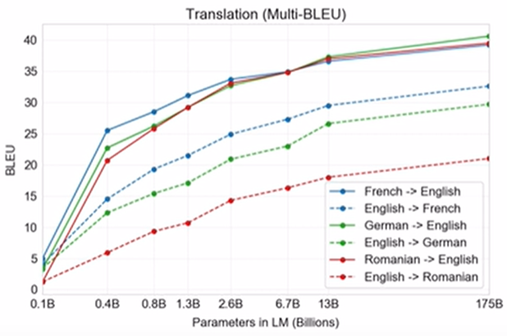 Translation (Multi-BLEU)
40
35
30
25
20
15
10
5
0
BLEU
French -> English
English -> French
German -> English
English -> German
Romanian -> English
English -> Romanian
0.1B 0.4B 0.8B 1.3B 2.6B 6.7B 13B 175B
Parameters in LM (Billions)